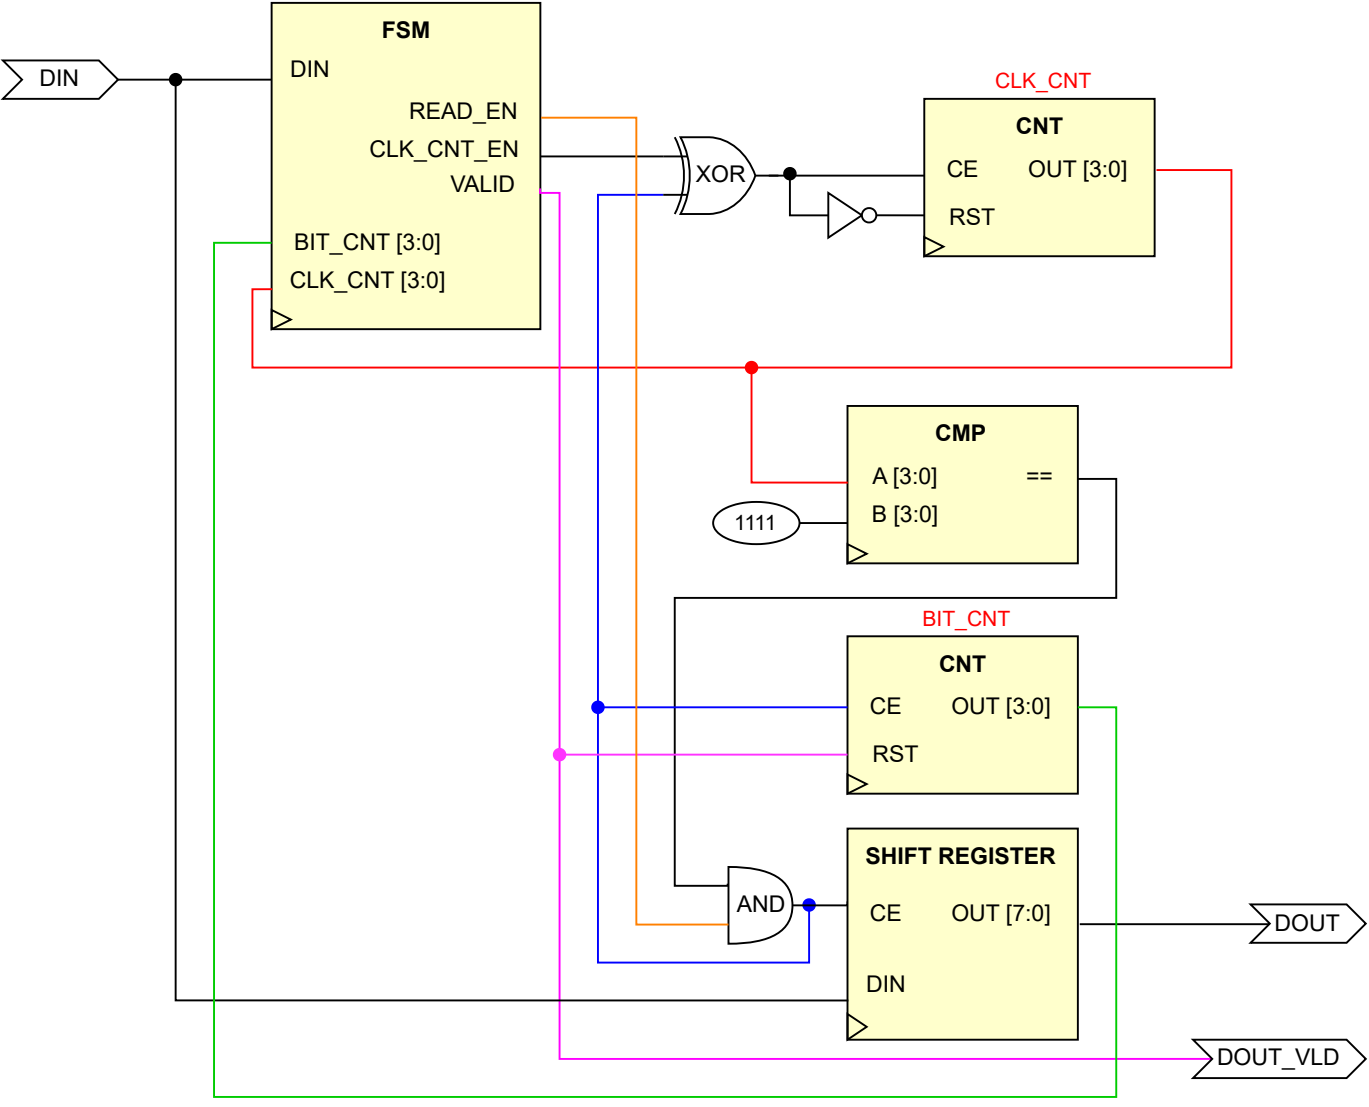 FSM
DIN
DIN
READ_EN
CLK_CNT_EN
VALID
BIT_CNT [3:0]
CLK_CNT [3:0]
XOR
CLK_CNT
CNT
CE OUT [3:0]
RST
CMP
A [3:0] ==
B [3:0]
1111
BIT_CNT
CNT
CE OUT [3:0]
RST
SHIFT REGISTER
AND
CE OUT [7:0]
DIN
DOUT
DOUT_VLD